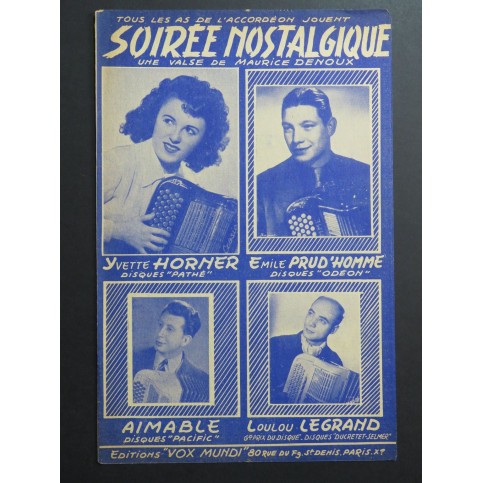 TOUS LES AS DE L'ACCORDÉON JOUENT
SOIRÉE NOSTALGIQUE
UNE VALSE DE MAURICE DENOUX
YVETTE HORNER
DISQUES "PATHÉ"
EMILE PRUD'HOMME
DISQUES "ODÉON"
AIMABLE
DISQUES "PACIFIC"
LOULOU LEGRAND
GD PRIX DU DISQUE - DISQUES "DUCRETET-SELMER"
Editions "VOX MUNDI" 80 RUE DU Fg. St DENIS. PARIS. Xe